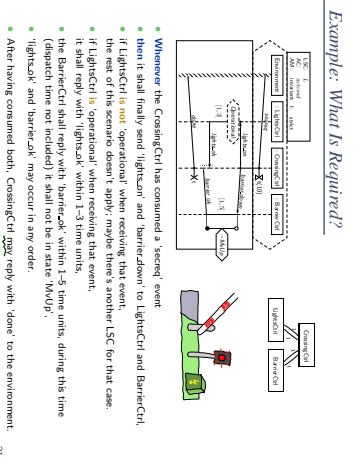 Example: What Is Required?
LSC: L
AC: actcond
AM: invariant I: strict
Environment
: LightsCtrl
: CrossingCtrl
: BarrierCtrl
secreq
lights_on
barrier_down
Operational
¬ MvUp
[1, 3]
lights_ok
[1, 5]
barrier_ok
done
CrossingCtrl
LightsCtrl
BarrierCtrl
• Whenever the CrossingCtrl has consumed a 'secreq' event
• then it shall finally send 'lights_on' and 'barrier_down' to LightsCtrl and BarrierCtrl,
• if LightsCtrl is not 'operational' when receiving that event,
the rest of this scenario doesn't apply; maybe there's another LSC for that case.
• if LightsCtrl is 'operational' when receiving that event,
it shall reply with 'lights_ok' within 1–3 time units,
• the BarrierCtrl shall reply with 'barrier_ok' within 1–5 time units, during this time
(dispatch time not included) it shall not be in state 'MvUp',
• 'lights_ok' and 'barrier_ok' may occur in any order.
• After having consumed both, CrossingCtrl may reply with 'done' to the environment.